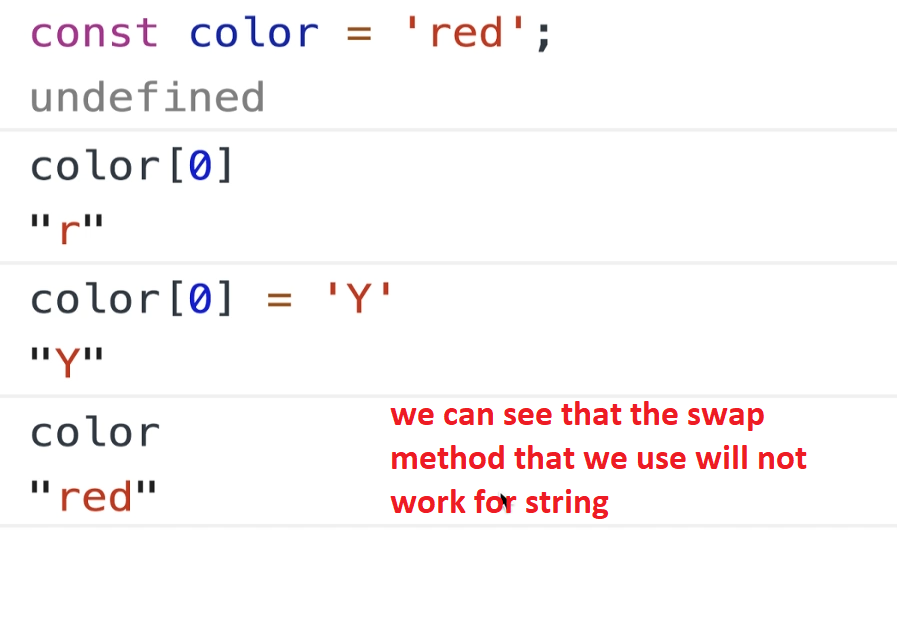 const color = 'red';
undefined
color[0]
"r"
color[0] = 'Y'
"Y"
color
"red"
we can see that the swap
method that we use will not
work for string